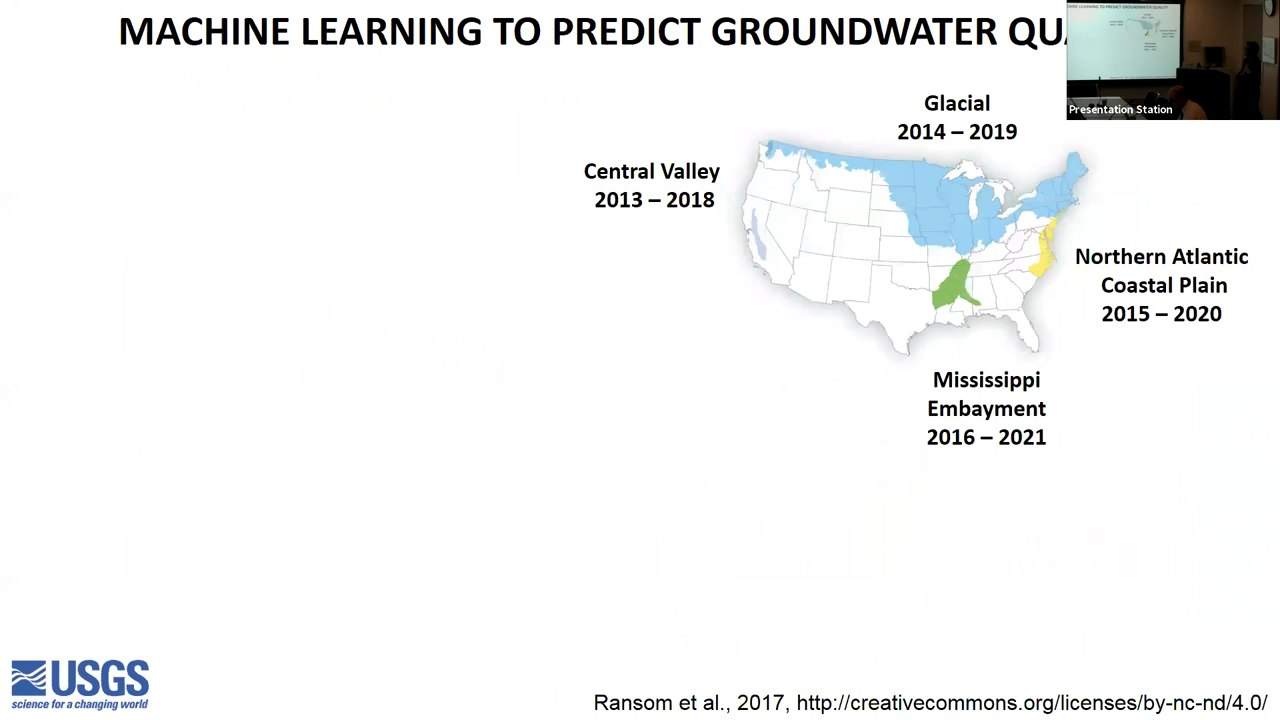 MACHINE LEARNING TO PREDICT GROUNDWATER QU
Presentation Station
Glacial
2014 – 2019
Central Valley
2013 – 2018
Northern Atlantic
Coastal Plain
2015 – 2020
Mississippi
Embayment
2016 – 2021
USGS
science for a changing world
Ransom et al., 2017, http://creativecommons.org/licenses/by-nc-nd/4.0/